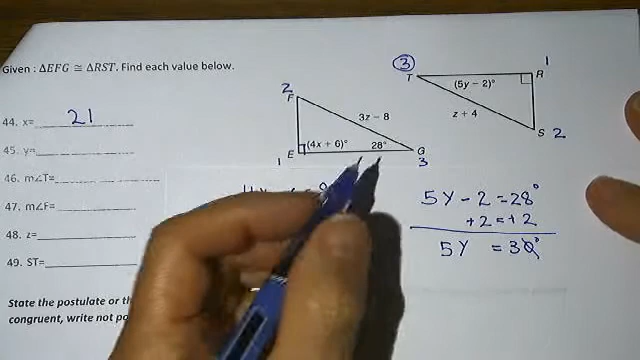 Given : ΔEFG ≅ ΔRST. Find each value below.
44. x= 21
45. y=
46. m∠T=
47. m∠F=
48. z=
49. ST=
State the postulate or th
congruent, write not po
2
F
3z − 8
(4x + 6)°
28°
1 E
G
3
3
T
(5y − 2)°
R
1
z + 4
S 2
5y - 2 = 28°
+2 = +2
5y = 30°